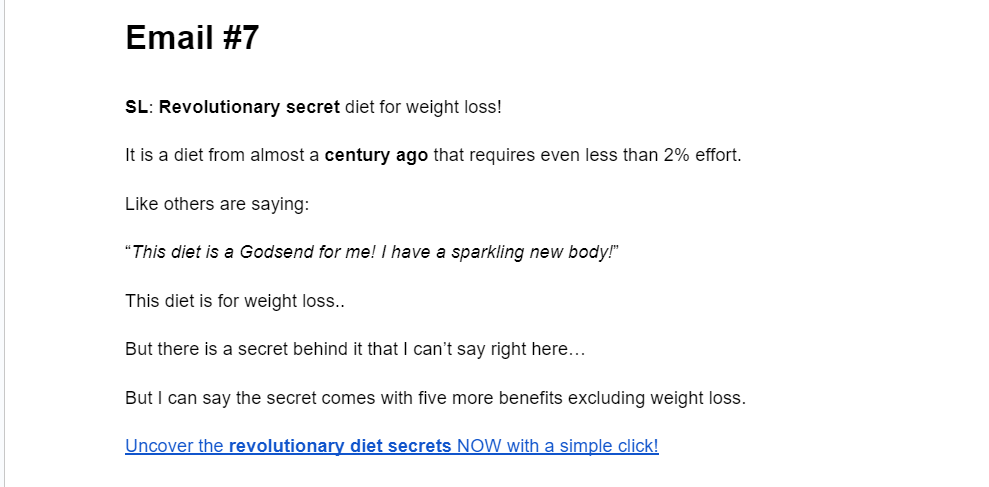 Email #7
SL: Revolutionary secret diet for weight loss!
It is a diet from almost a century ago that requires even less than 2% effort.
Like others are saying:
“This diet is a Godsend for me! I have a sparkling new body!”
This diet is for weight loss..
But there is a secret behind it that I can’t say right here…
But I can say the secret comes with five more benefits excluding weight loss.
Uncover the revolutionary diet secrets NOW with a simple click!